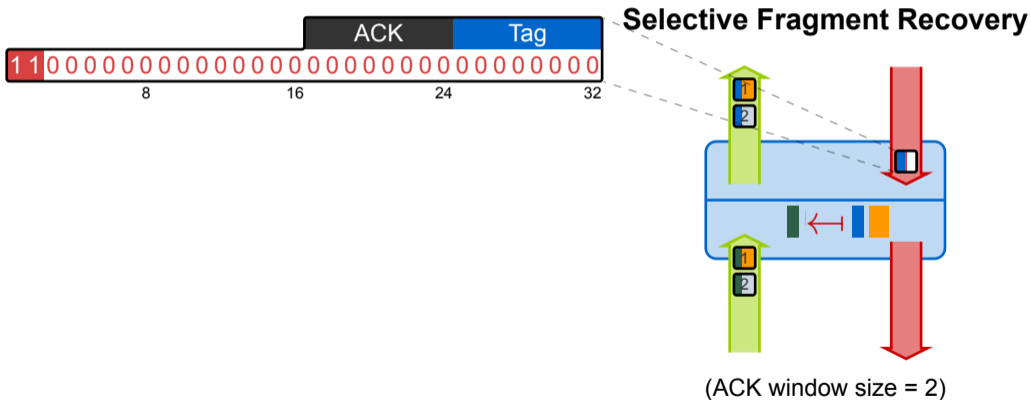 Selective Fragment Recovery
ACK Tag
1 1 0 0 0 0 0 0 0 0 0 0 0 0 0 0 0 0 0 0 0 0 0 0 0 0 0 0 0 0 0 0
8 16 24 32
1
2
1
2
(ACK window size = 2)